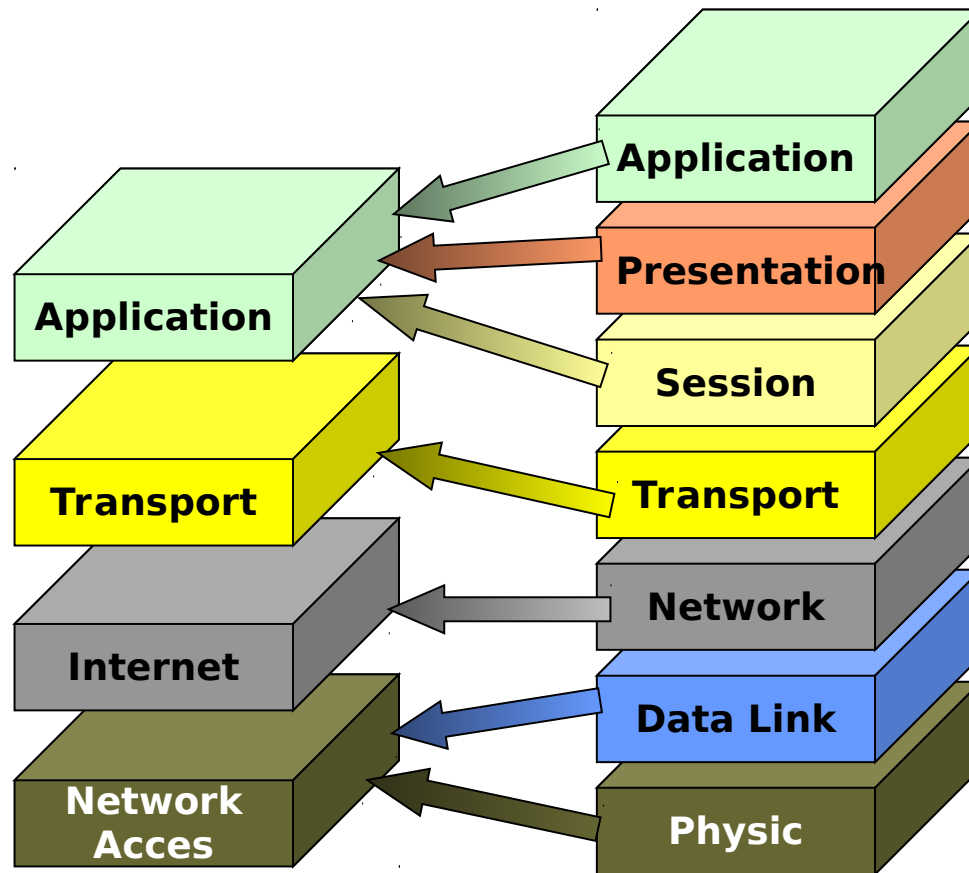 Application
Transport
Internet
Network
Acces
Application
Presentation
Session
Transport
Network
Data Link
Physic